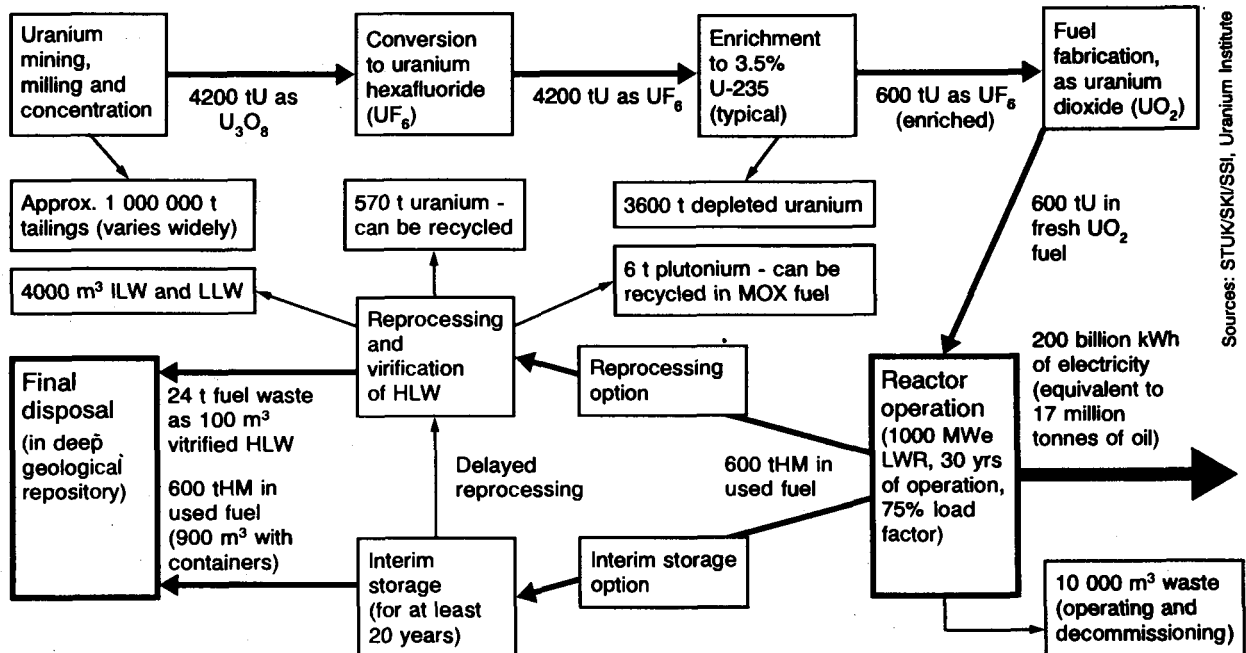 Uranium
mining,
milling and
concentration
4200 tU as
U₃O₈
Conversion
to uranium
hexafluoride
(UF₆)
4200 tU as UF₆
Enrichment
to 3.5%
U-235
(typical)
600 tU as UF₆
(enriched)
Fuel
fabrication,
as uranium
dioxide (UO₂)
Sources: STUK/SKI/SSI, Uranium Institute
Approx. 1 000 000 t
tailings (varies widely)
570 t uranium -
can be recycled
3600 t depleted uranium
600 tU in
fresh UO₂
fuel
4000 m³ ILW and LLW
6 t plutonium - can be
recycled in MOX fuel
Reprocessing
and
virification
of HLW
Reprocessing
option
Reactor
operation
(1000 MWe
LWR, 30 yrs
of operation,
75% load
factor)
200 billion kWh
of electricity
(equivalent to
17 million
tonnes of oil)
Final
disposal
(in deep
geological
repository)
24 t fuel waste
as 100 m³
vitrified HLW
600 tHM in
used fuel
(900 m³ with
containers)
Delayed
reprocessing
600 tHM in
used fuel
Interim
storage
(for at least
20 years)
Interim storage
option
10 000 m³ waste
(operating and
decommissioning)